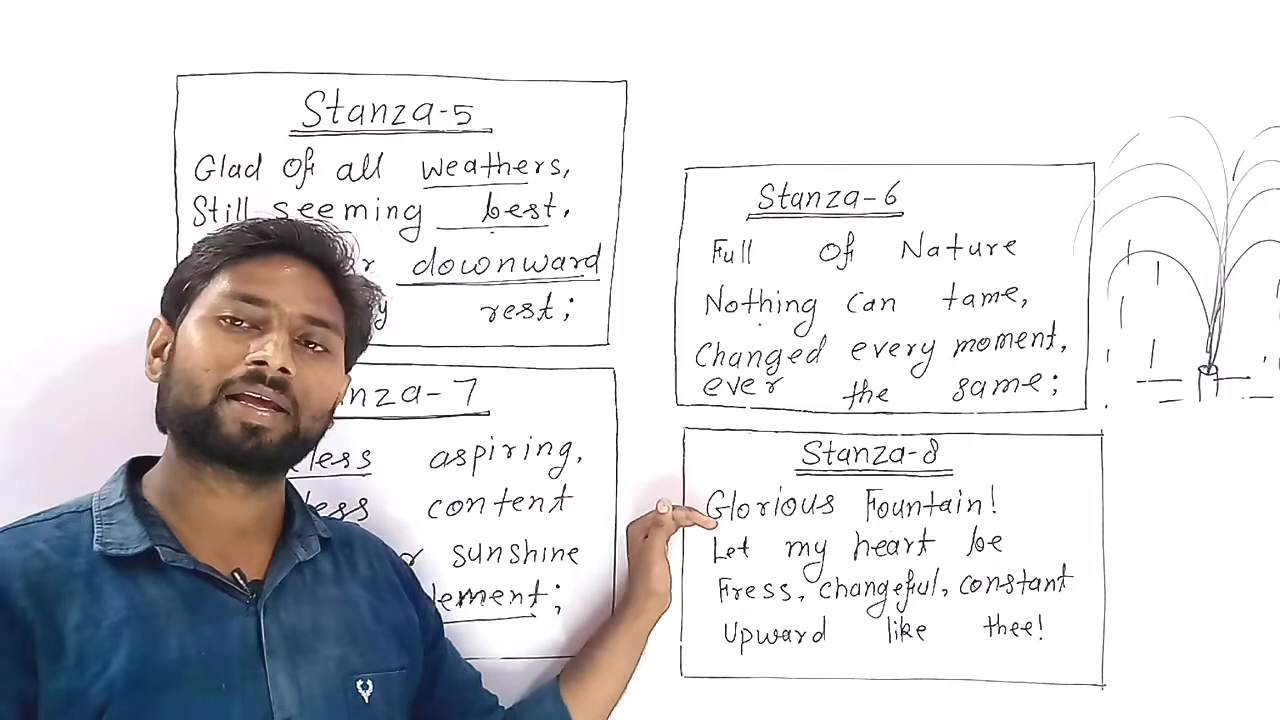 Stanza-5
Glad of all weathers,
Still seeming best,
downward
rest;
Stanza-6
Full of Nature
Nothing can tame,
Changed every moment,
ever the same;
nza-7
less aspiring,
less content
sunshine
lement;
Stanza-8
Glorious Fountain!
Let my heart be
Fress, changeful, constant
Upward like thee!